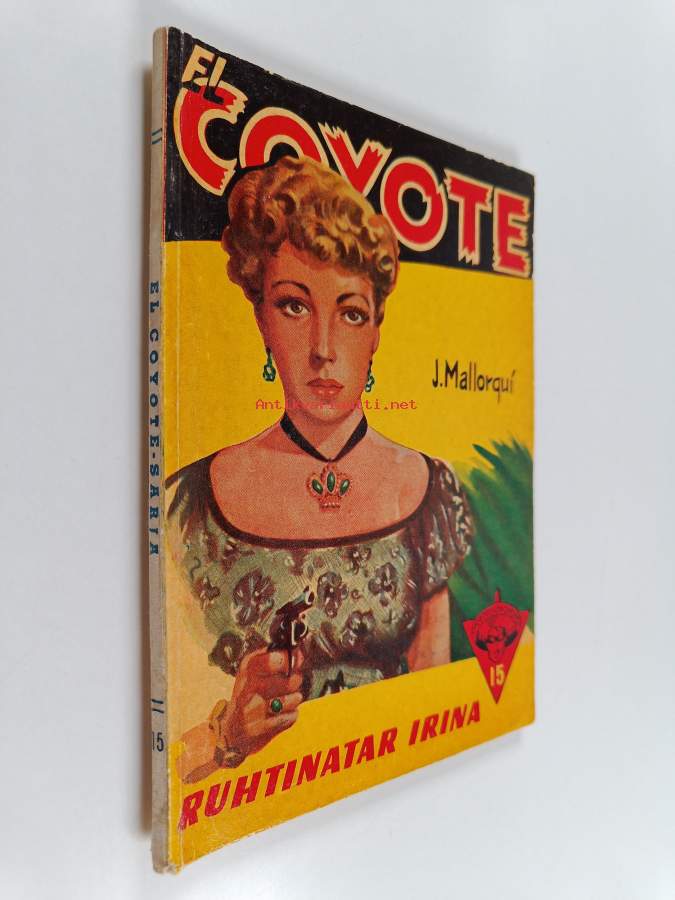 EL
COYOTE
J. Mallorquí
Antikvariaatti.net
15
RUHTINATAR IRINA
EL COYOTE-SARJA
15